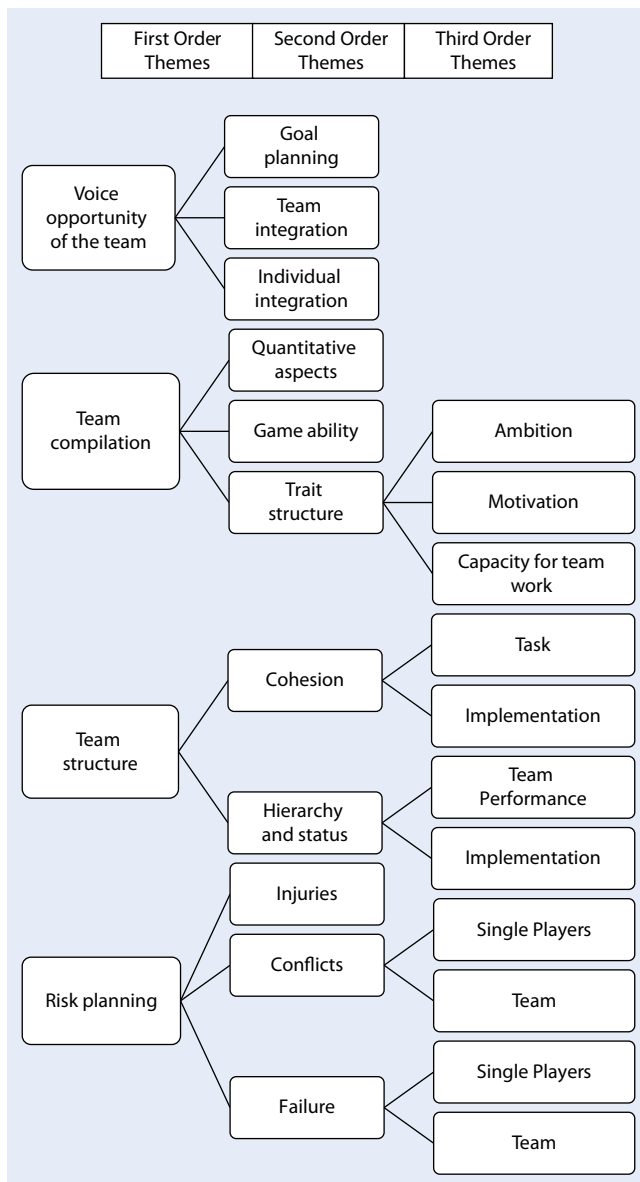 First Order
Themes
Second Order
Themes
Third Order
Themes
Voice
opportunity
of the team
Goal
planning
Team
integration
Individual
integration
Team
compilation
Quantitative
aspects
Game ability
Trait
structure
Ambition
Motivation
Capacity for team
work
Team
structure
Cohesion
Task
Implementation
Hierarchy
and status
Team
Performance
Implementation
Risk planning
Injuries
Conflicts
Single Players
Team
Failure
Single Players
Team